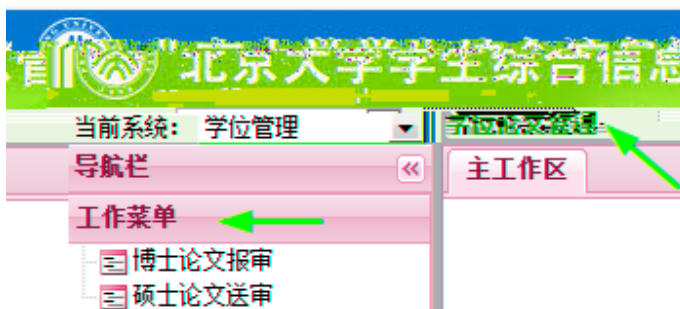 北京大学学生综合信息
当前系统： 学位管理
导航栏
主工作区
工作菜单
博士论文报审
硕士论文送审